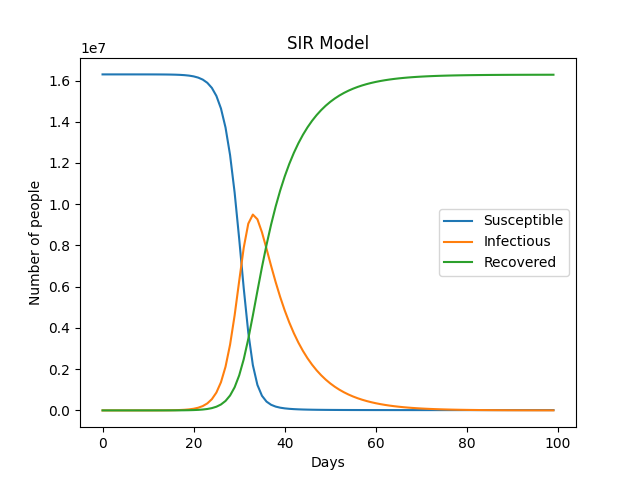 SIR Model
1e7
1.6
1.4
1.2
1.0
0.8
0.6
0.4
0.2
0.0
Number of people
Susceptible
Infectious
Recovered
0 20 40 60 80 100
Days